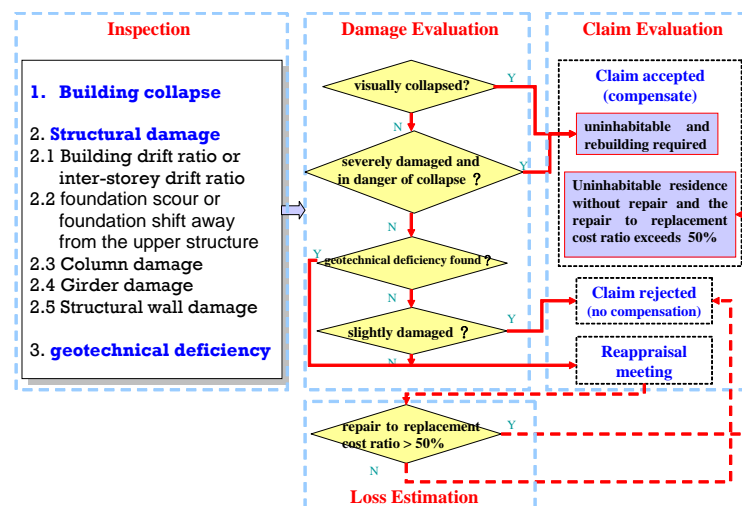 Inspection
1. Building collapse
2. Structural damage
2.1 Building drift ratio or
inter-storey drift ratio
2.2 foundation scour or
foundation shift away
from the upper structure
2.3 Column damage
2.4 Girder damage
2.5 Structural wall damage
3. geotechnical deficiency
Damage Evaluation
visually collapsed?
Y
N
severely damaged and
in danger of collapse ?
Y
N
geotechnical deficiency found ?
Y
N
slightly damaged ?
Y
N
Claim Evaluation
Claim accepted
(compensate)
uninhabitable and
rebuilding required
Uninhabitable residence
without repair and the
repair to replacement
cost ratio exceeds 50%
Claim rejected
(no compensation)
Reappraisal
meeting
repair to replacement
cost ratio > 50%
Y
N
Loss Estimation